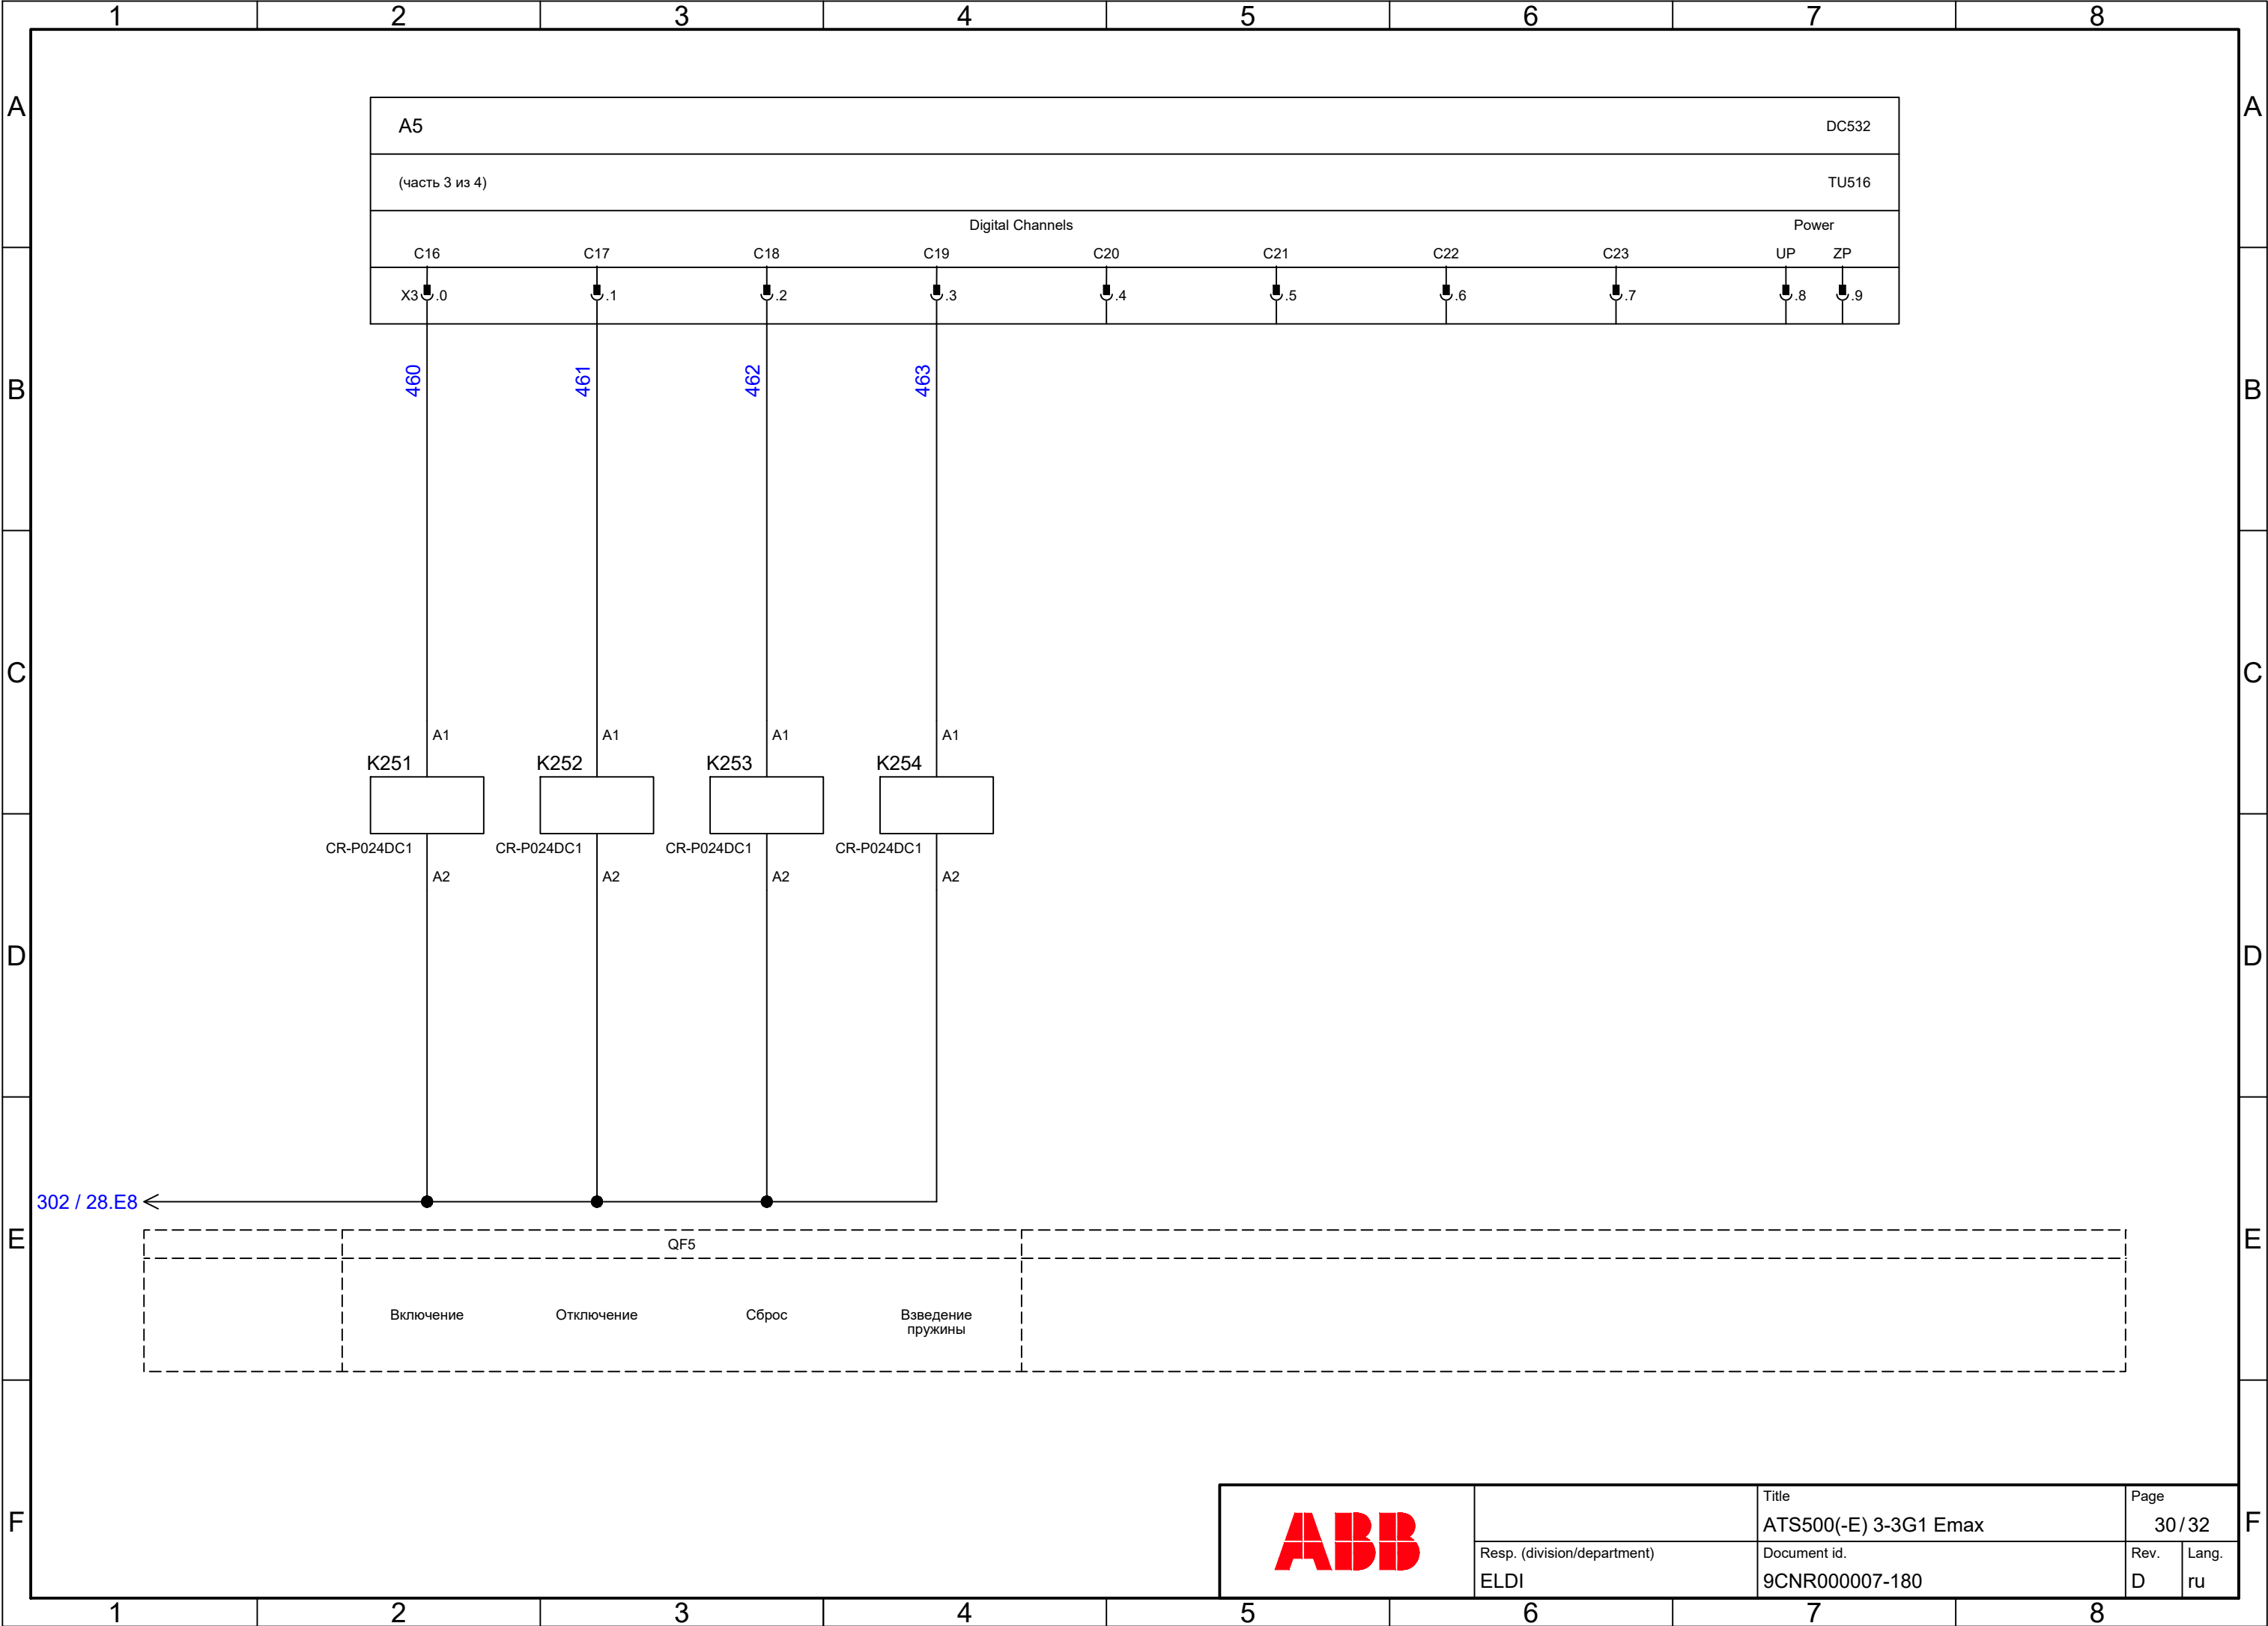 1 2 3 4 5 6 7 8
A A
A5 DC532
(часть 3 из 4) TU516
Digital Channels Power
C16 C17 C18 C19 C20 C21 C22 C23 UP ZP
X3 .0 .1 .2 .3 .4 .5 .6 .7 .8 .9
460 461 462 463
B B
C C
A1 A1 A1 A1
K251 K252 K253 K254
CR-P024DC1 CR-P024DC1 CR-P024DC1 CR-P024DC1
A2 A2 A2 A2
D D
302 / 28.E8
E E
QF5
Включение Отключение Сброс Взведение
пружины
F F
ABB
Title Page
ATS500(-E) 3-3G1 Emax 30/32
Resp. (division/department) Document id. Rev. Lang.
ELDI 9CNR000007-180 D ru
1 2 3 4 5 6 7 8